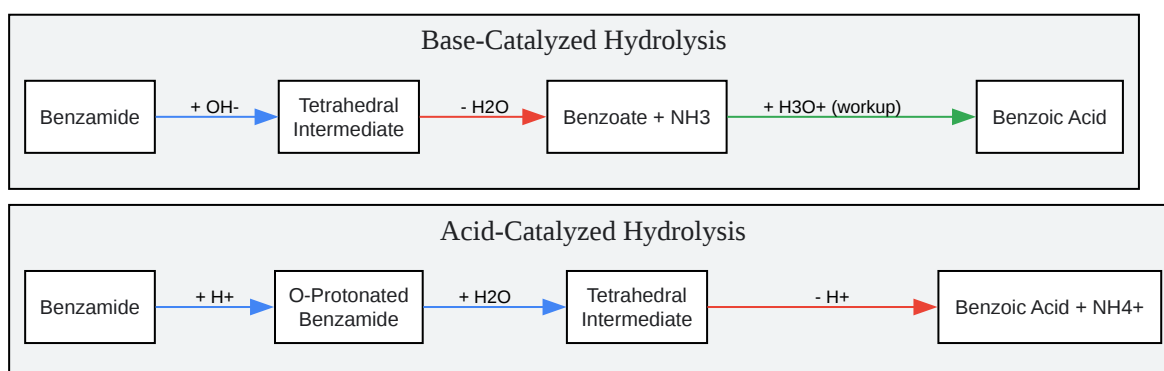 Base-Catalyzed Hydrolysis
Benzamide
+ OH-
Tetrahedral
Intermediate
- H2O
Benzoate + NH3
+ H3O+ (workup)
Benzoic Acid
Acid-Catalyzed Hydrolysis
Benzamide
+ H+
O-Protonated
Benzamide
+ H2O
Tetrahedral
Intermediate
- H+
Benzoic Acid + NH4+